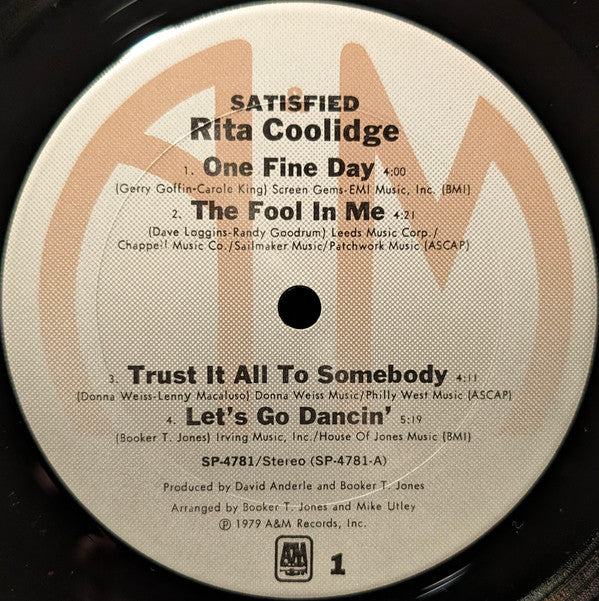 A&M
SATISFIED
Rita Coolidge
1. One Fine Day 4:00
(Gerry Goffin-Carole King) Screen Gems-EMI Music, Inc. (BMI)
2. The Fool In Me 4:21
(Dave Loggins-Randy Goodrum) Leeds Music Corp./
Chappell Music Co./Sailmaker Music/Patchwork Music (ASCAP)
3. Trust It All To Somebody 4:11
(Donna Weiss-Lenny Macaluso) Donna Weiss Music/Philly West Music (ASCAP)
4. Let's Go Dancin' 5:19
(Booker T. Jones) Irving Music, Inc./House Of Jones Music (BMI)
SP-4781/Stereo (SP-4781-A)
Produced by David Anderle and Booker T. Jones
Arranged by Booker T. Jones and Mike Utley
℗ 1979 A&M Records, Inc.
A&M 1